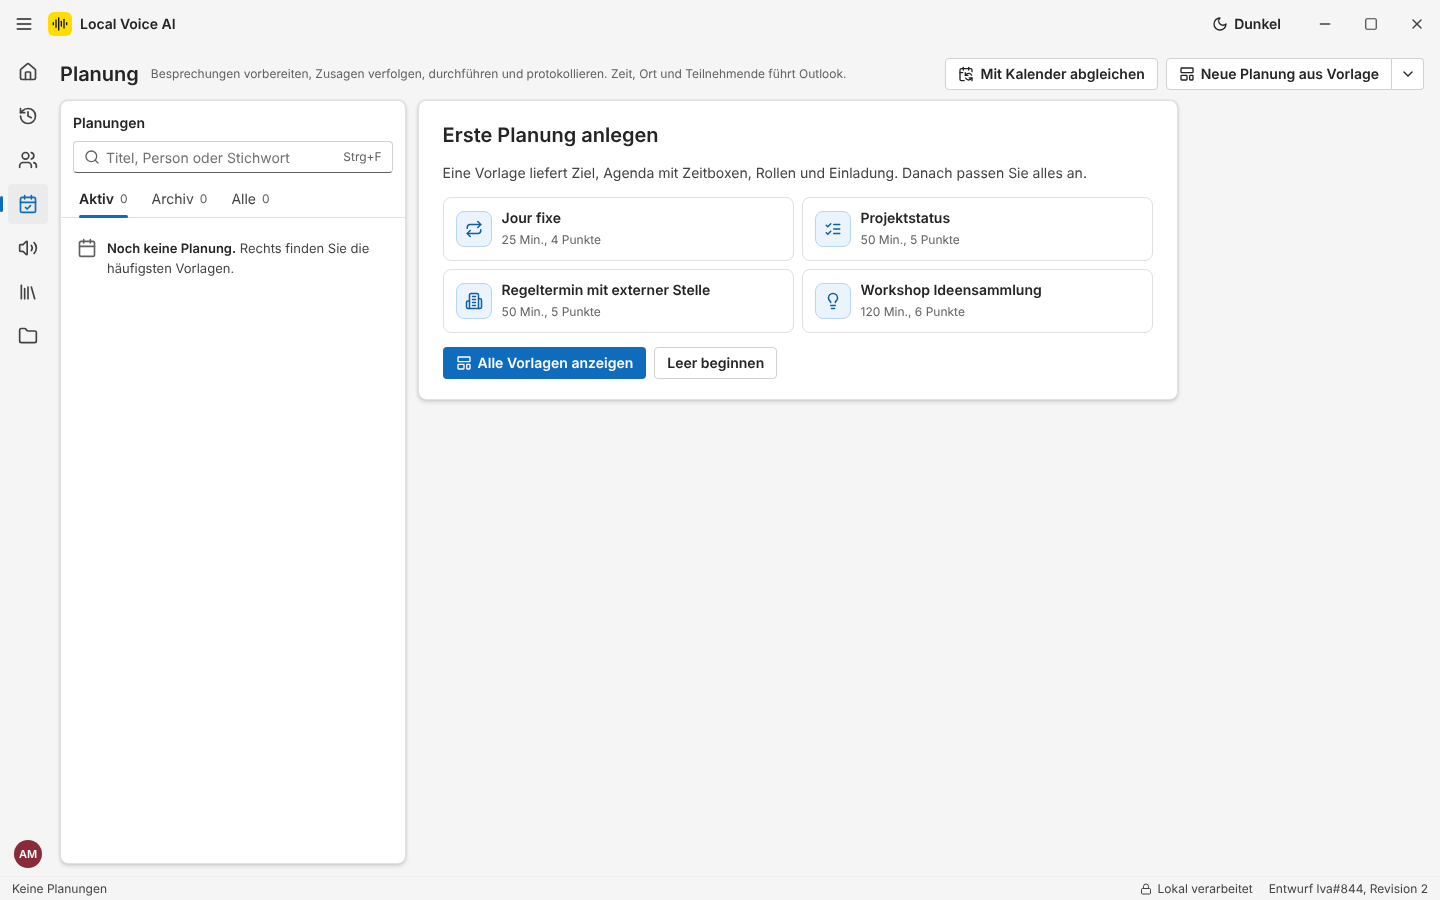 Local Voice AI
Dunkel
Planung
Besprechungen vorbereiten, Zusagen verfolgen, durchführen und protokollieren. Zeit, Ort und Teilnehmende führt Outlook.
Mit Kalender abgleichen
Neue Planung aus Vorlage
Planungen
Titel, Person oder Stichwort
Strg+F
Aktiv 0
Archiv 0
Alle 0
Noch keine Planung. Rechts finden Sie die
häufigsten Vorlagen.
Erste Planung anlegen
Eine Vorlage liefert Ziel, Agenda mit Zeitboxen, Rollen und Einladung. Danach passen Sie alles an.
Jour fixe
25 Min., 4 Punkte
Projektstatus
50 Min., 5 Punkte
Regeltermin mit externer Stelle
50 Min., 5 Punkte
Workshop Ideensammlung
120 Min., 6 Punkte
Alle Vorlagen anzeigen
Leer beginnen
AM
Keine Planungen
Lokal verarbeitet
Entwurf lva#844, Revision 2